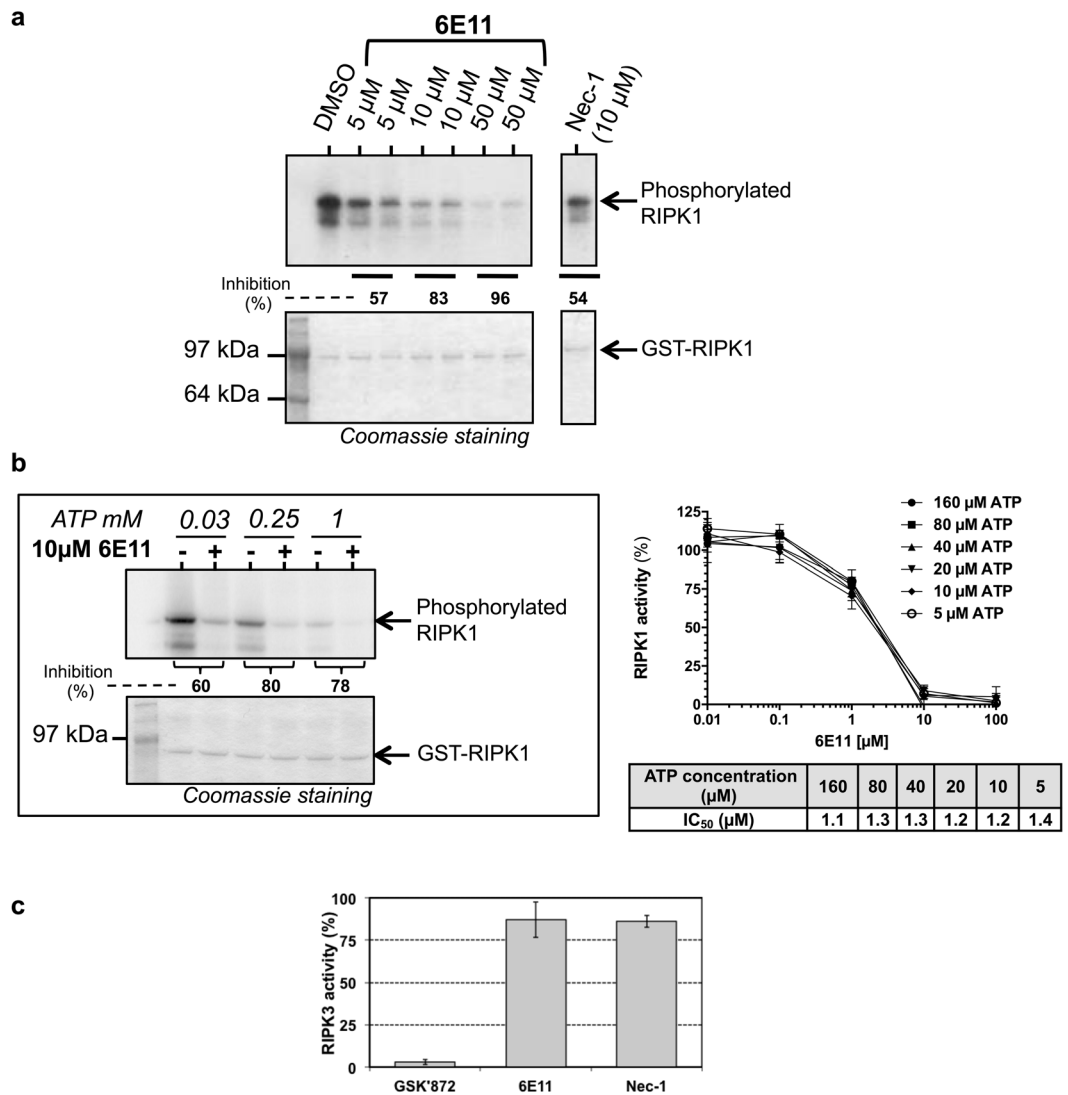 a
6E11
DMSO
5 µM
5 µM
10 µM
10 µM
50 µM
50 µM
Nec-1
(10 µM)
Phosphorylated
RIPK1
Inhibition
(%)
57 83 96 54
97 kDa
64 kDa
GST-RIPK1
Coomassie staining
b
ATP mM 0.03 0.25 1
10µM 6E11 - + - + - +
Phosphorylated
RIPK1
Inhibition
(%)
60 80 78
97 kDa
GST-RIPK1
Coomassie staining
160 µM ATP
80 µM ATP
40 µM ATP
20 µM ATP
10 µM ATP
5 µM ATP
RIPK1 activity (%)
125
100
75
50
25
0
0.01 0.1 1 10 100
6E11 [µM]
ATP concentration
(µM)
160 80 40 20 10 5
IC50 (µM) 1.1 1.3 1.3 1.2 1.2 1.4
c
RIPK3 activity (%)
100
75
50
25
0
GSK'872 6E11 Nec-1